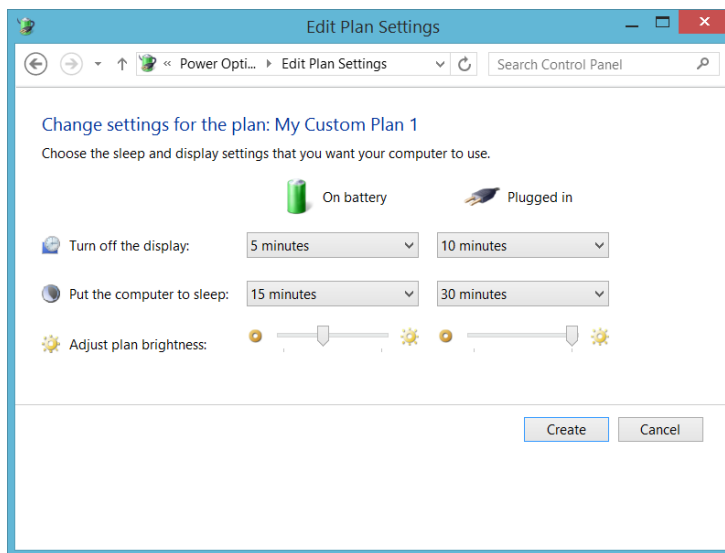 Edit Plan Settings
« Power Opti... Edit Plan Settings Search Control Panel
Change settings for the plan: My Custom Plan 1
Choose the sleep and display settings that you want your computer to use.
On battery Plugged in
Turn off the display: 5 minutes 10 minutes
Put the computer to sleep: 15 minutes 30 minutes
Adjust plan brightness:
Create Cancel